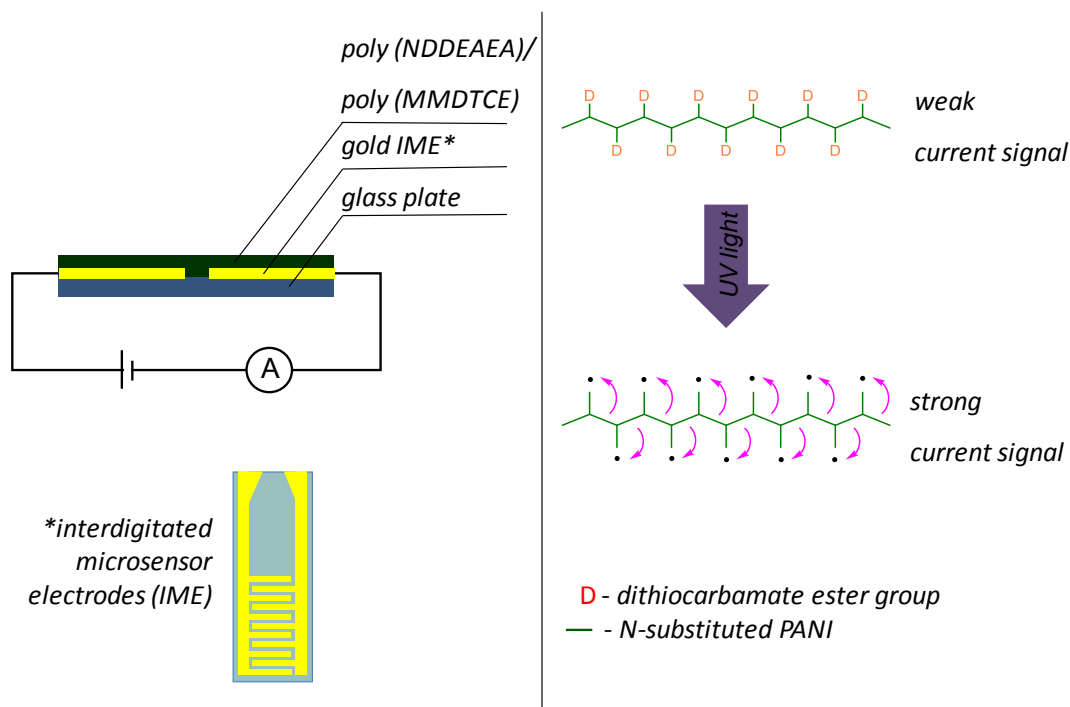 poly (NDDEAEA)/
poly (MMDTCE)
gold IME*
glass plate
A
*interdigitated
microsensor
electrodes (IME)
D D D D D D
D D D D D
weak
current signal
UV light
strong
current signal
D - dithiocarbamate ester group
— - N-substituted PANI